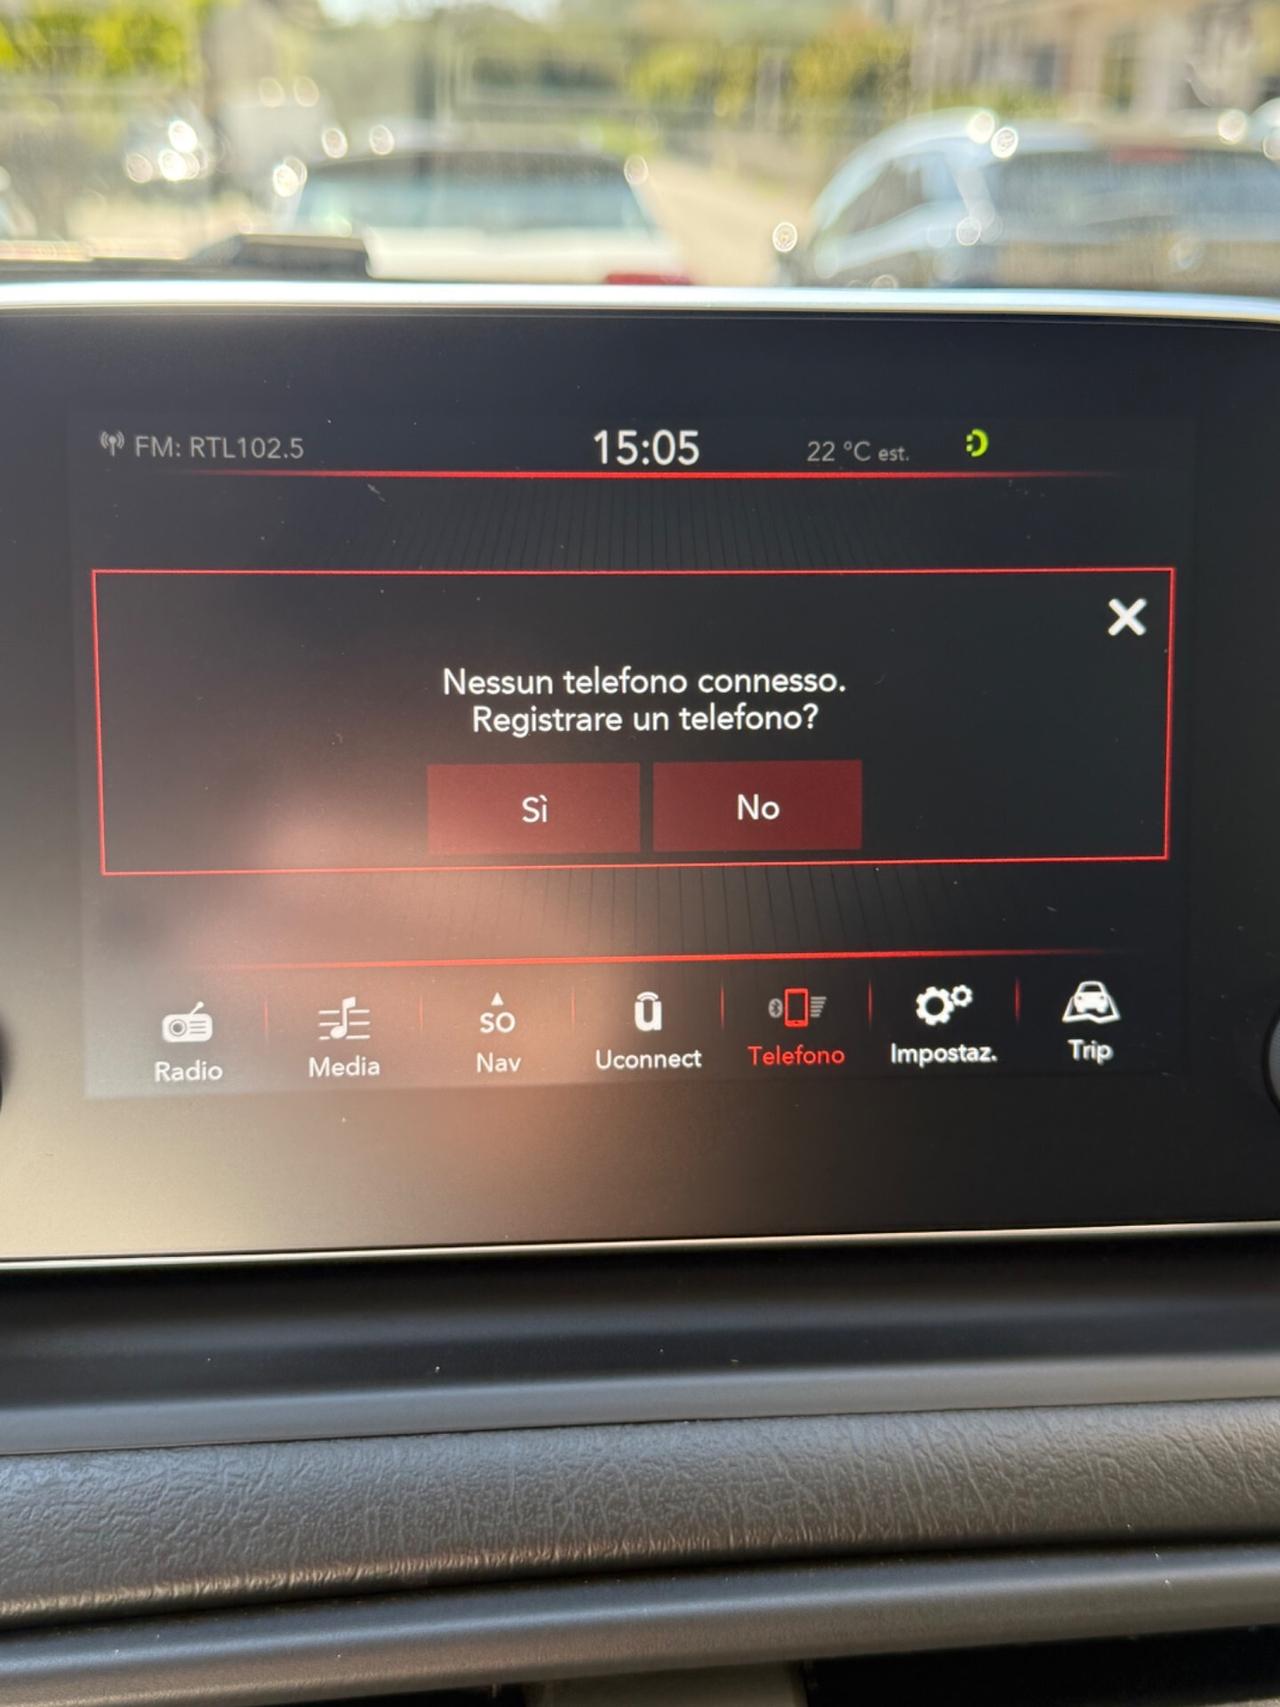 FM: RTL102.5 15:05 22 °C est.
Nessun telefono connesso.
Registrare un telefono?
Sì No
SO
Radio Media Nav Uconnect Telefono Impostaz. Trip